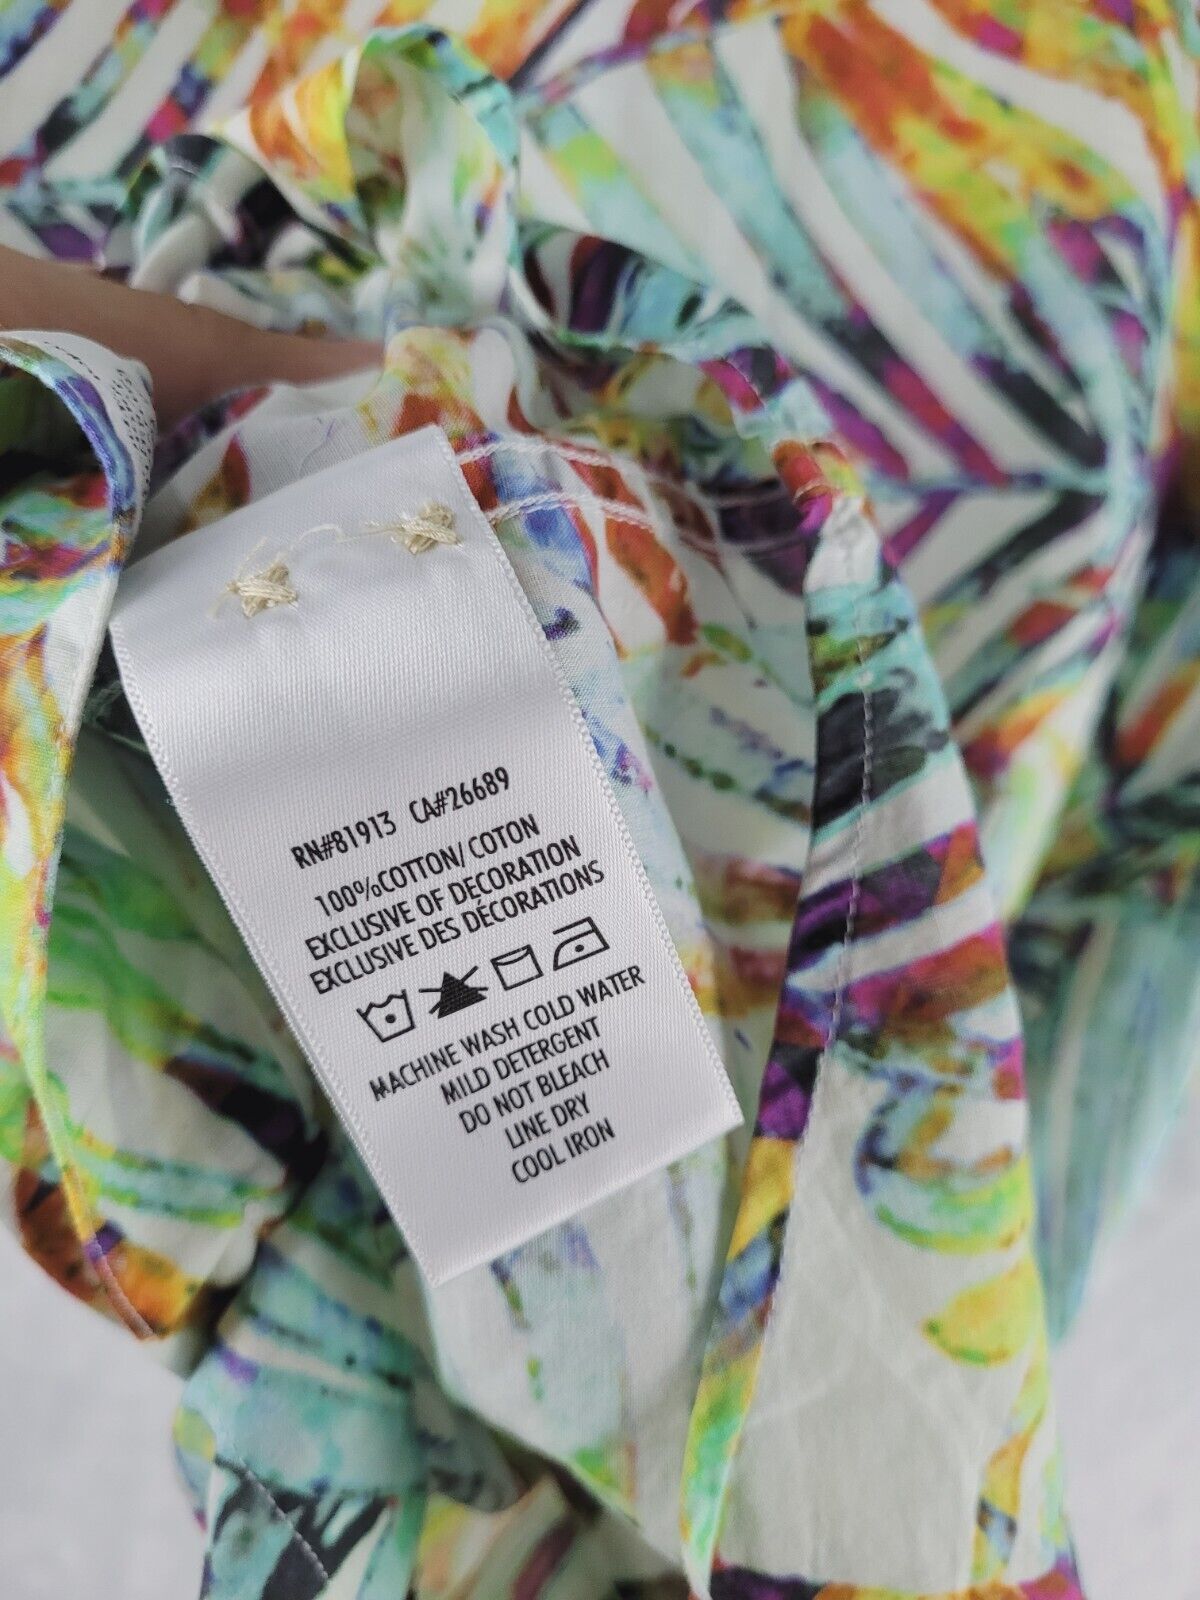 RN#81913 CA#26689
100%COTTON/ COTON
EXCLUSIVE OF DECORATION
EXCLUSIVE DES DÉCORATIONS
MACHINE WASH COLD WATER
MILD DETERGENT
DO NOT BLEACH
LINE DRY
COOL IRON